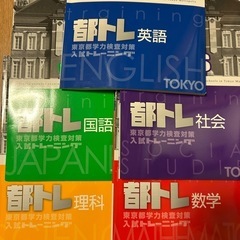 都トレ 英語
東京都学力検査対策
入試トレーニング
ENGLISH
TOKYO
都トレ 国語
東京都学力検査対策
入試トレーニング
JAPANES
都トレ 社会
東京都学力検査対策
入試トレーニング
都トレ 理科
東京都学力検査対策
入試トレーニング
都トレ 数学
東京都学力検査対策
入試トレーニング